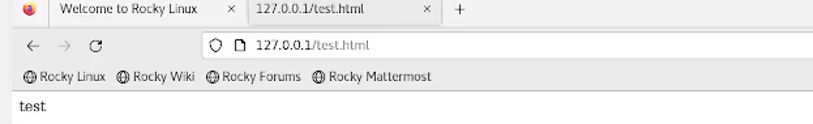 Welcome to Rocky Linux × 127.0.0.1/test.html × +
127.0.0.1/test.html
Rocky Linux Rocky Wiki Rocky Forums Rocky Mattermost
test